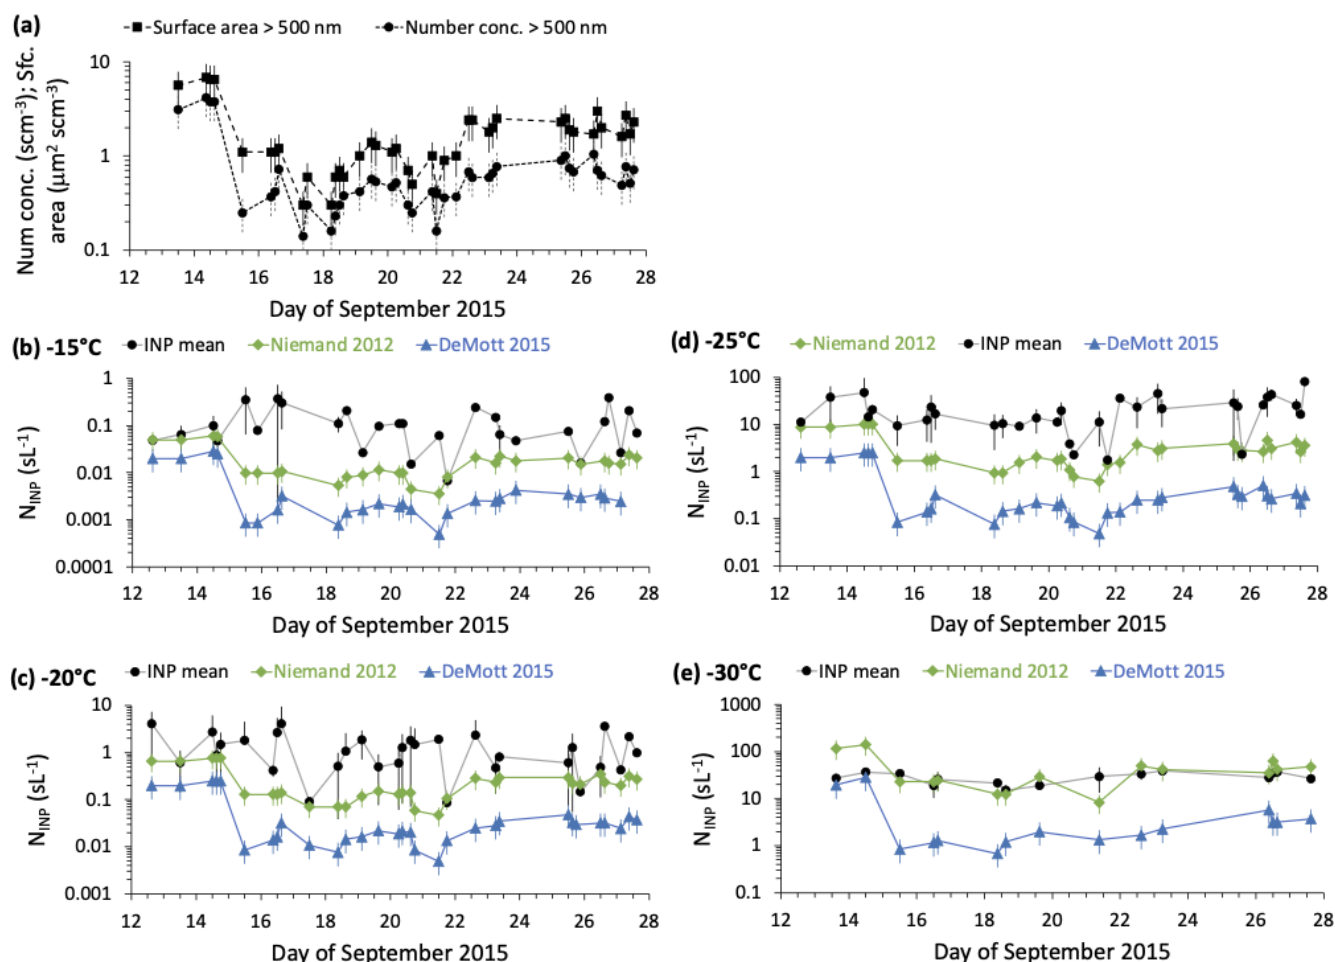 (a)
Surface area > 500 nm Number conc. > 500 nm
Num conc. (scm⁻³); Sfc.
area (µm² scm⁻³)
10
1
0.1
12 14 16 18 20 22 24 26 28
Day of September 2015
(b) -15°C INP mean Niemand 2012 DeMott 2015
N_INP (sL⁻¹)
1
0.1
0.01
0.001
0.0001
12 14 16 18 20 22 24 26 28
Day of September 2015
(d) -25°C Niemand 2012 INP mean DeMott 2015
N_INP (sL⁻¹)
100
10
1
0.1
0.01
12 14 16 18 20 22 24 26 28
Day of September 2015
(c) -20°C INP mean Niemand 2012 DeMott 2015
N_INP (sL⁻¹)
10
1
0.1
0.01
0.001
12 14 16 18 20 22 24 26 28
Day of September 2015
(e) -30°C INP mean Niemand 2012 DeMott 2015
N_INP (sL⁻¹)
1000
100
10
1
0.1
12 14 16 18 20 22 24 26 28
Day of September 2015